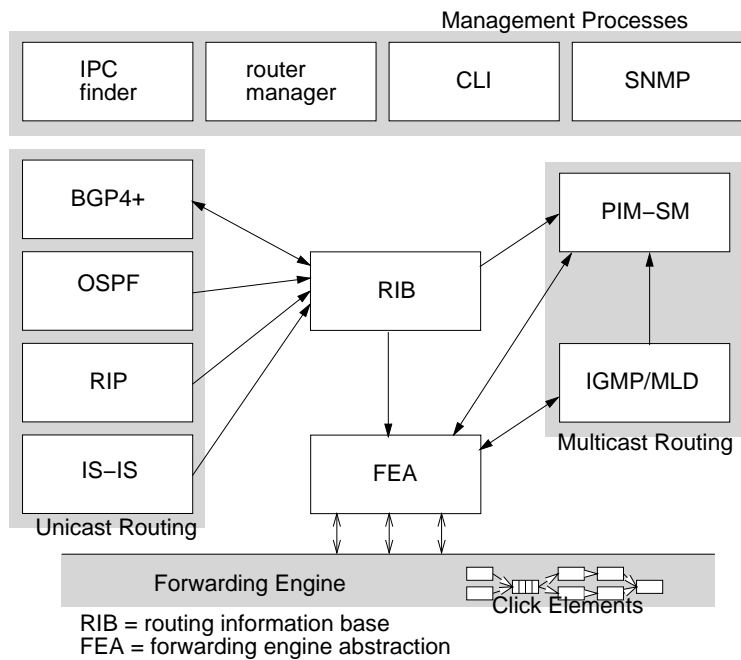 Management Processes
IPC
finder
router
manager
CLI
SNMP
BGP4+
OSPF
RIP
IS–IS
Unicast Routing
RIB
FEA
PIM–SM
IGMP/MLD
Multicast Routing
Forwarding Engine
Click Elements
RIB = routing information base
FEA = forwarding engine abstraction